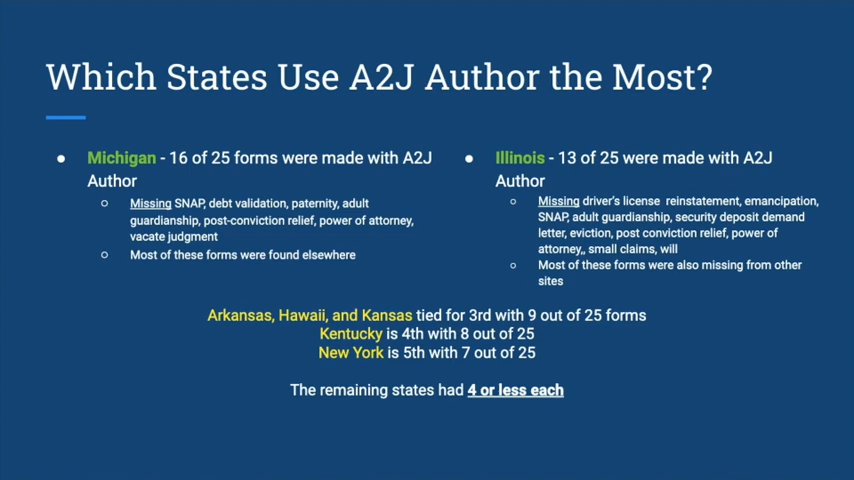 Which States Use A2J Author the Most?
● Michigan - 16 of 25 forms were made with A2J
Author
○ Missing SNAP, debt validation, paternity, adult
guardianship, post-conviction relief, power of attorney,
vacate judgment
○ Most of these forms were found elsewhere
● Illinois - 13 of 25 were made with A2J
Author
○ Missing driver's license reinstatement, emancipation,
SNAP, adult guardianship, security deposit demand
letter, eviction, post conviction relief, power of
attorney,, small claims, will
○ Most of these forms were also missing from other
sites
Arkansas, Hawaii, and Kansas tied for 3rd with 9 out of 25 forms
Kentucky is 4th with 8 out of 25
New York is 5th with 7 out of 25
The remaining states had 4 or less each